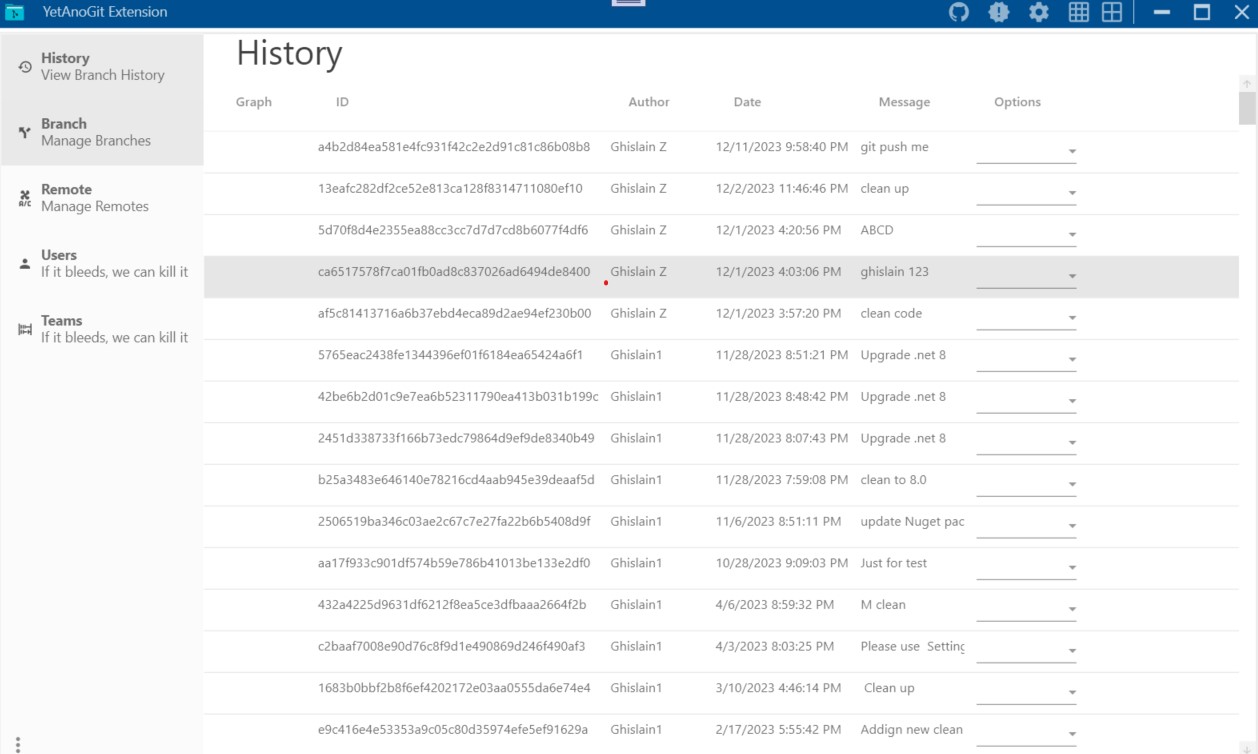 YetAnoGit Extension
History
View Branch History
Branch
Manage Branches
Remote
Manage Remotes
A/C
Users
If it bleeds, we can kill it
Teams
If it bleeds, we can kill it
History
Graph ID Author Date Message Options
a4b2d84ea581e4fc931f42c2e2d91c81c86b08b8 Ghislain Z 12/11/2023 9:58:40 PM git push me
13eafc282df2ce52e813ca128f8314711080ef10 Ghislain Z 12/2/2023 11:46:46 PM clean up
5d70f8d4e2355ea88cc3cc7d7d7cd8b6077f4df6 Ghislain Z 12/1/2023 4:20:56 PM ABCD
ca6517578f7ca01fb0ad8c837026ad6494de8400 Ghislain Z 12/1/2023 4:03:06 PM ghislain 123
af5c81413716a6b37ebd4eca89d2ae94ef230b00 Ghislain Z 12/1/2023 3:57:20 PM clean code
5765eac2438fe1344396ef01f6184ea65424a6f1 Ghislain1 11/28/2023 8:51:21 PM Upgrade .net 8
42be6b2d01c9e7ea6b52311790ea413b031b199c Ghislain1 11/28/2023 8:48:42 PM Upgrade .net 8
2451d338733f166b73edc79864d9ef9de8340b49 Ghislain1 11/28/2023 8:07:43 PM Upgrade .net 8
b25a3483e646140e78216cd4aab945e39deaaf5d Ghislain1 11/28/2023 7:59:08 PM clean to 8.0
2506519ba346c03ae2c67c7e27fa22b6b5408d9f Ghislain1 11/6/2023 8:51:11 PM update Nuget pac
aa17f933c901df574b59e786b41013be133e2df0 Ghislain1 10/28/2023 9:09:03 PM Just for test
432a4225d9631df6212f8ea5ce3dfbaaa2664f2b Ghislain1 4/6/2023 8:59:32 PM M clean
c2baaf7008e90d76c8f9d1e490869d246f490af3 Ghislain1 4/3/2023 8:03:25 PM Please use Setting
1683b0bbf2b8f6ef4202172e03aa0555da6e74e4 Ghislain1 3/10/2023 4:46:14 PM Clean up
e9c416e4e53353a9c05c80d35974efe5ef91629a Ghislain1 2/17/2023 5:55:42 PM Addign new clean